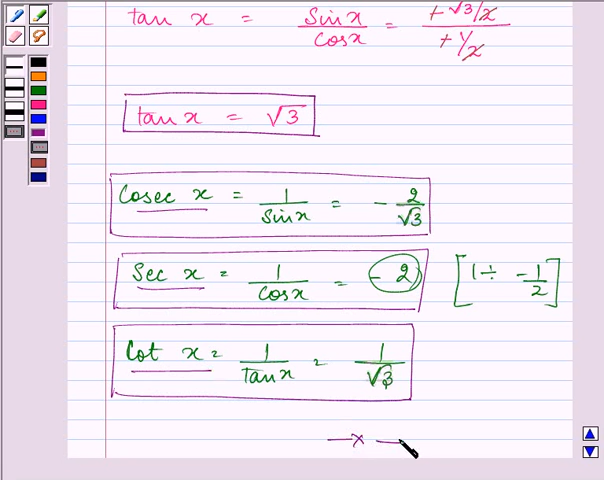 tan x = sin x / cos x = + √3/2 / + 1/2
tan x = √3
Cosec x = 1 / sin x = - 2/√3
Sec x = 1 / cos x = - 2 [1 ÷ - 1/2]
Cot x = 1 / tan x = 1/√3
—x—